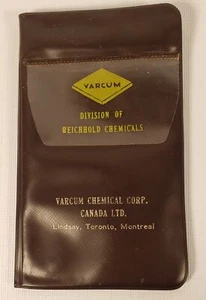 VARCUM
DIVISION OF
REICHHOLD CHEMICALS
VARCUM CHEMICAL CORP.
CANADA LTD.
Lindsay, Toronto, Montreal